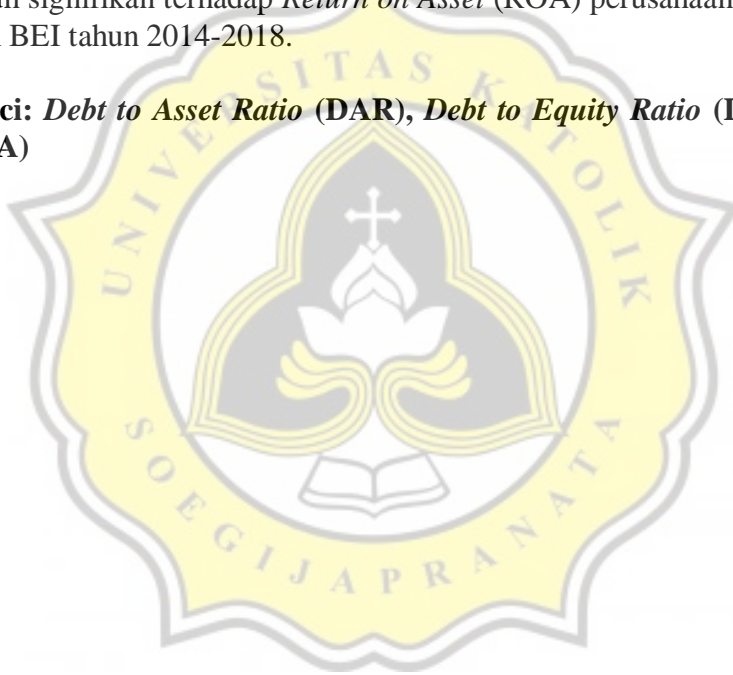 signifikan terhadap Return on Asset (ROA) perusahaan
BEI tahun 2014-2018.
ci: Debt to Asset Ratio (DAR), Debt to Equity Ratio (D
A)
UNIVERSITAS KATOLIK
SOEGIJAPRANATA